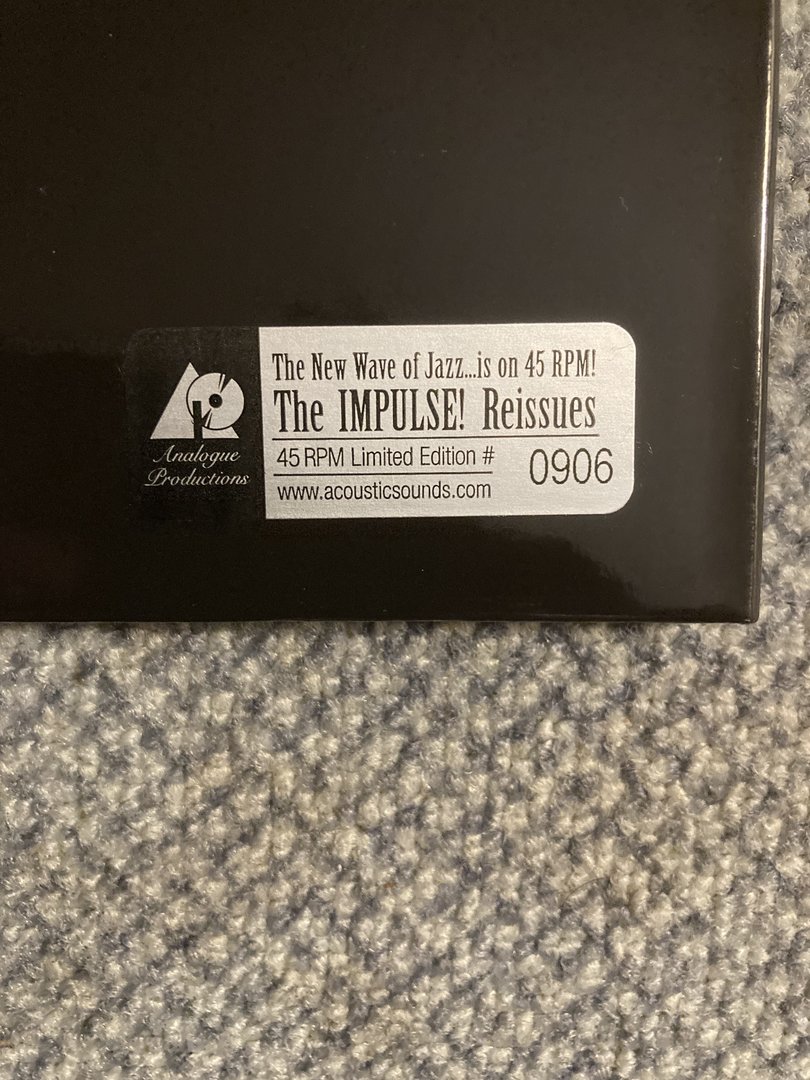 The New Wave of Jazz...is on 45 RPM!
The IMPULSE! Reissues
45 RPM Limited Edition # 0906
www.acousticsounds.com
AP
Analogue
Productions